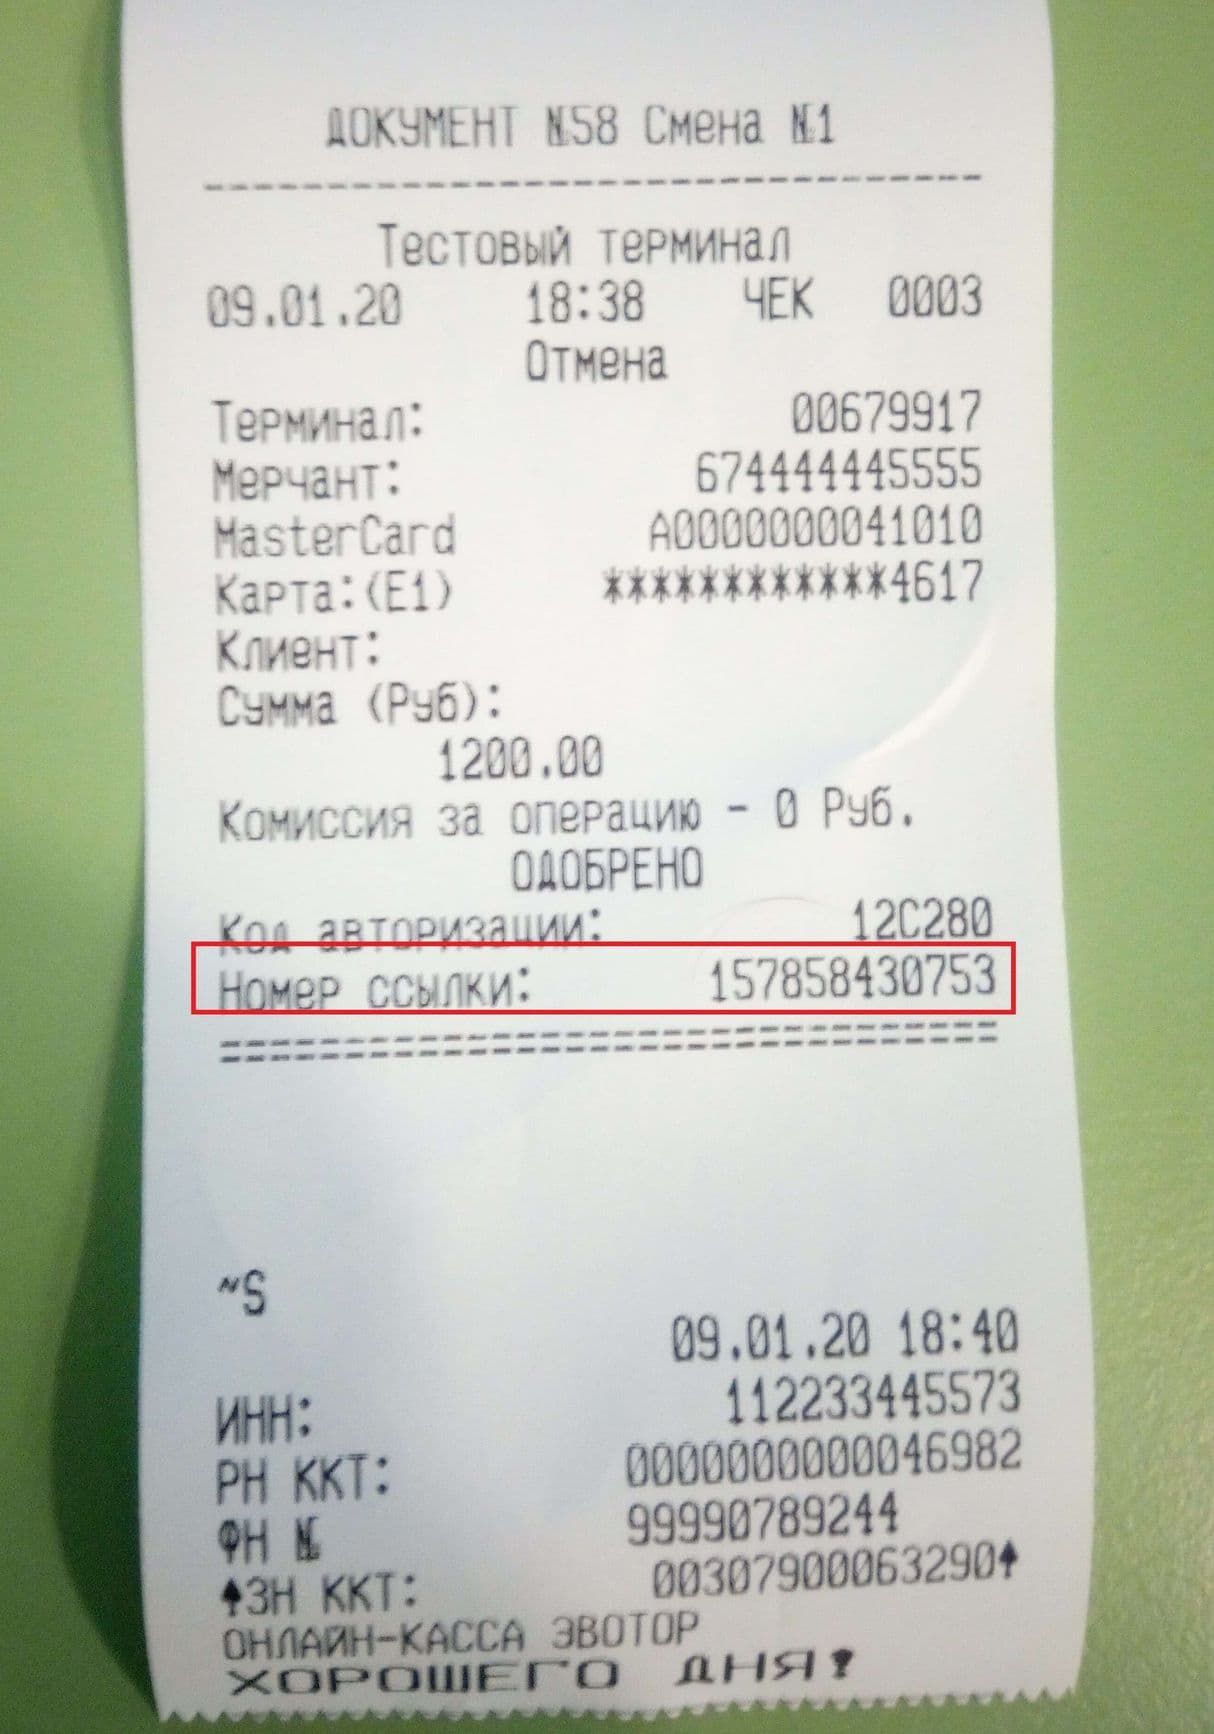 ДОКУМЕНТ №58 Смена №1
--------------------------------
Тестовый терминал
09.01.20 18:38 ЧЕК 0003
Отмена
Терминал: 00679917
Мерчант: 674444445555
MasterCard A0000000041010
Карта:(E1) ************4617
Клиент:
Сумма (Руб):
1200.00
Комиссия за операцию - 0 Руб.
ОДОБРЕНО
Код авторизации: 12C280
Номер ссылки: 157858430753
================================
~S
09.01.20 18:40
ИНН: 112233445573
РН ККТ: 0000000000046982
ФН № 99990789244
♠ЗН ККТ: 00307900063290♠
ОНЛАЙН-КАССА ЭВОТОР
ХОРОШЕГО ДНЯ!